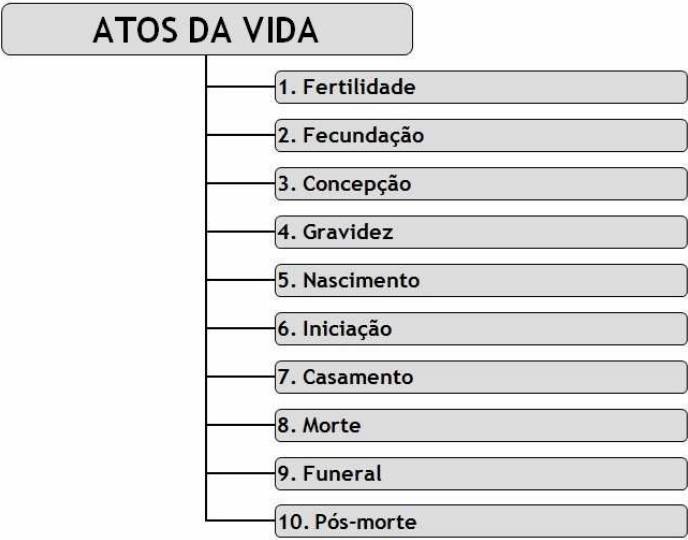 ATOS DA VIDA
1. Fertilidade
2. Fecundação
3. Concepção
4. Gravidez
5. Nascimento
6. Iniciação
7. Casamento
8. Morte
9. Funeral
10. Pós-morte